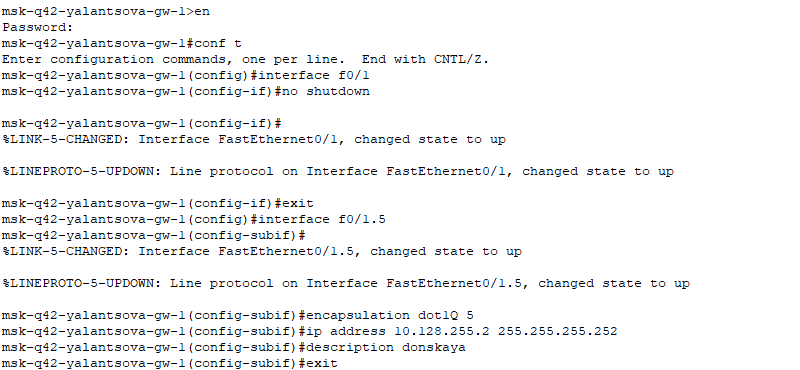 msk-q42-yalantsova-gw-1>en
Password:
msk-q42-yalantsova-gw-1#conf t
Enter configuration commands, one per line.  End with CNTL/Z.
msk-q42-yalantsova-gw-1(config)#interface f0/1
msk-q42-yalantsova-gw-1(config-if)#no shutdown
msk-q42-yalantsova-gw-1(config-if)#
%LINK-5-CHANGED: Interface FastEthernet0/1, changed state to up
%LINEPROTO-5-UPDOWN: Line protocol on Interface FastEthernet0/1, changed state to up
msk-q42-yalantsova-gw-1(config-if)#exit
msk-q42-yalantsova-gw-1(config)#interface f0/1.5
msk-q42-yalantsova-gw-1(config-subif)#
%LINK-5-CHANGED: Interface FastEthernet0/1.5, changed state to up
%LINEPROTO-5-UPDOWN: Line protocol on Interface FastEthernet0/1.5, changed state to up
msk-q42-yalantsova-gw-1(config-subif)#encapsulation dot1Q 5
msk-q42-yalantsova-gw-1(config-subif)#ip address 10.128.255.2 255.255.255.252
msk-q42-yalantsova-gw-1(config-subif)#description donskaya
msk-q42-yalantsova-gw-1(config-subif)#exit